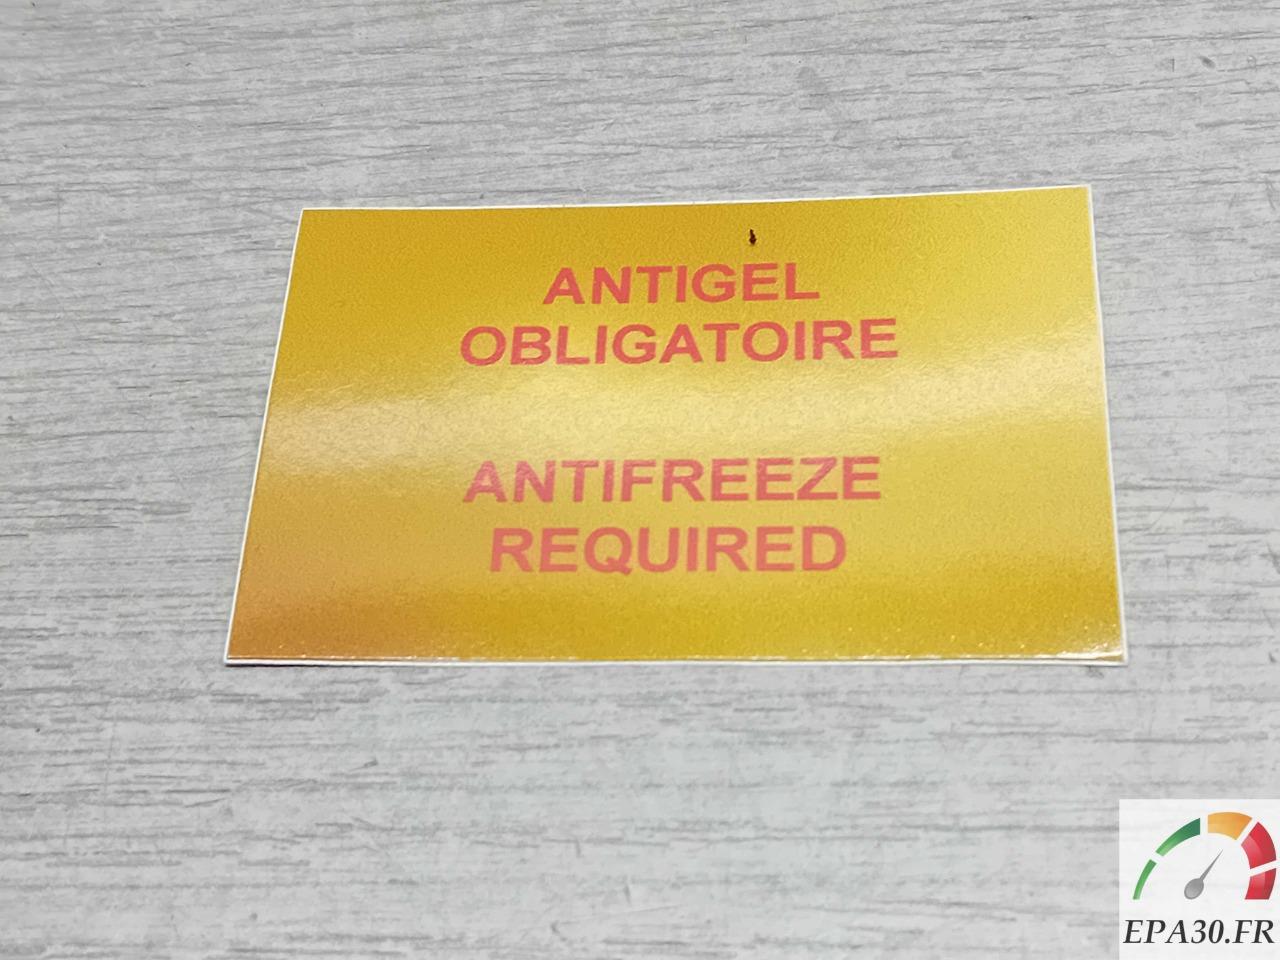 ANTIGEL
OBLIGATOIRE
ANTIFREEZE
REQUIRED
EPA30.FR